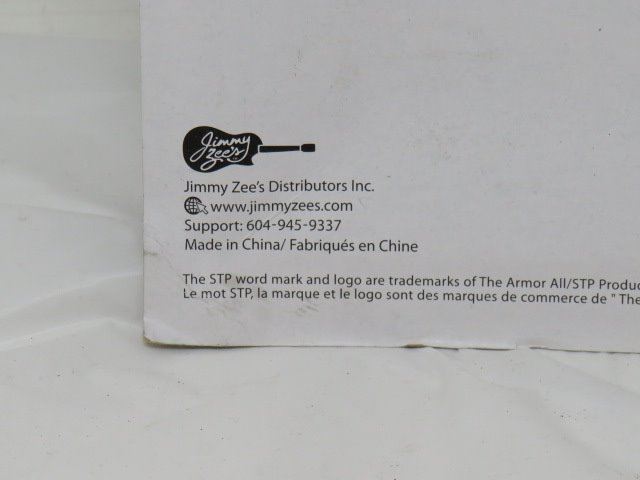 Jimmy
Zee's
Jimmy Zee's Distributors Inc.
www.jimmyzees.com
Support: 604-945-9337
Made in China/ Fabriqués en Chine
The STP word mark and logo are trademarks of The Armor All/STP Produc
Le mot STP, la marque et le logo sont des marques de commerce de " The